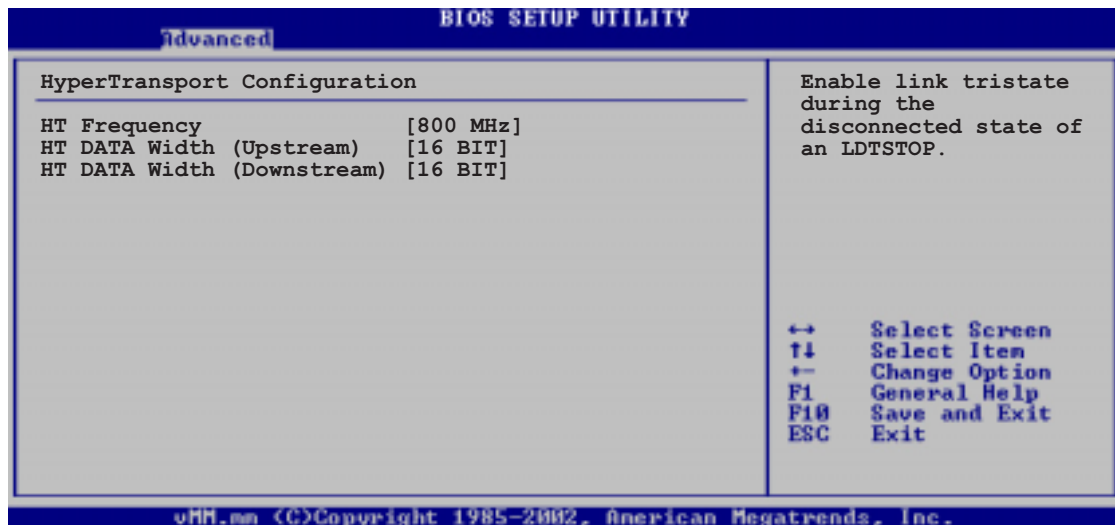 BIOS SETUP UTILITY
Advanced
HyperTransport Configuration
HT Frequency [800 MHz]
HT DATA Width (Upstream) [16 BIT]
HT DATA Width (Downstream) [16 BIT]
Enable link tristate
during the
disconnected state of
an LDTSTOP.
←→ Select Screen
↑↓ Select Item
+- Change Option
F1 General Help
F10 Save and Exit
ESC Exit
vMM.mm (C)Copyright 1985-2002, American Megatrends, Inc.